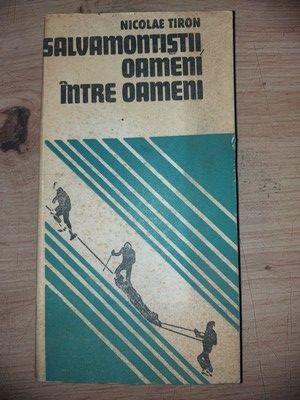 NICOLAE TIRON
SALVAMONTIȘTII
OAMENI
ÎNTRE OAMENI